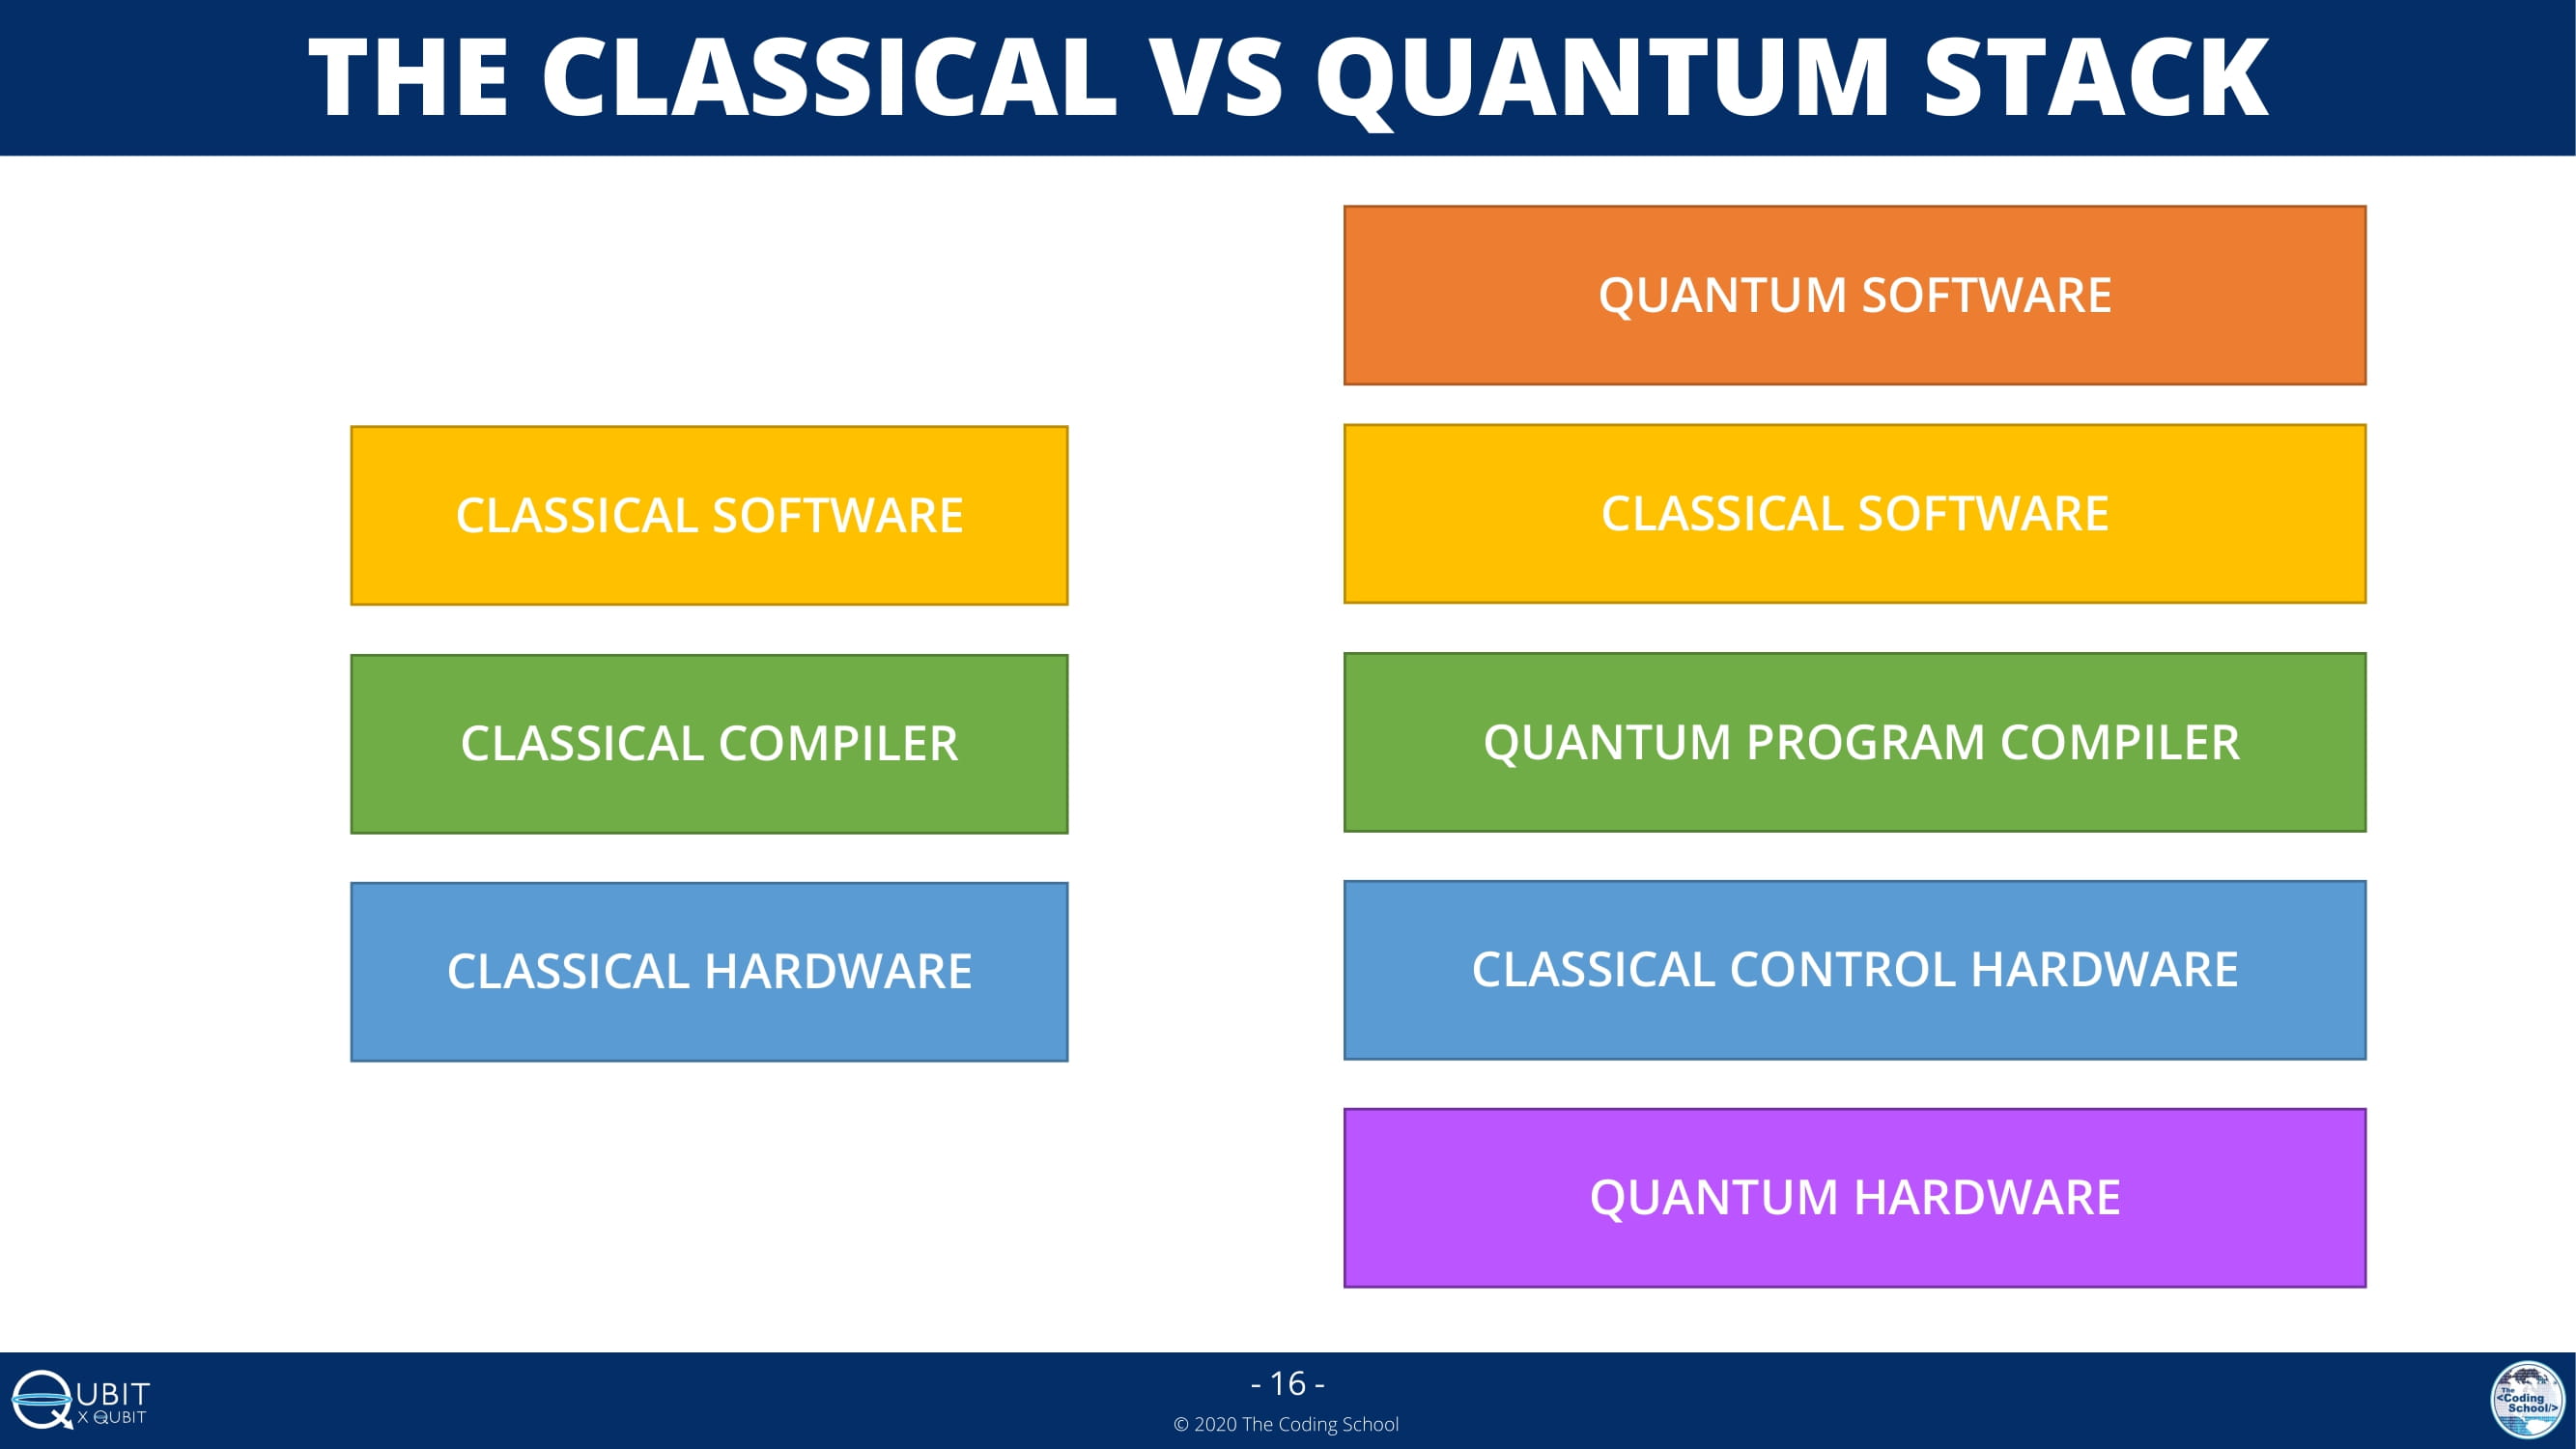 THE CLASSICAL VS QUANTUM STACK
CLASSICAL SOFTWARE
CLASSICAL COMPILER
CLASSICAL HARDWARE
QUANTUM SOFTWARE
CLASSICAL SOFTWARE
QUANTUM PROGRAM COMPILER
CLASSICAL CONTROL HARDWARE
QUANTUM HARDWARE
QUBIT
X QUBIT
- 16 -
© 2020 The Coding School
The
<Coding
School/>